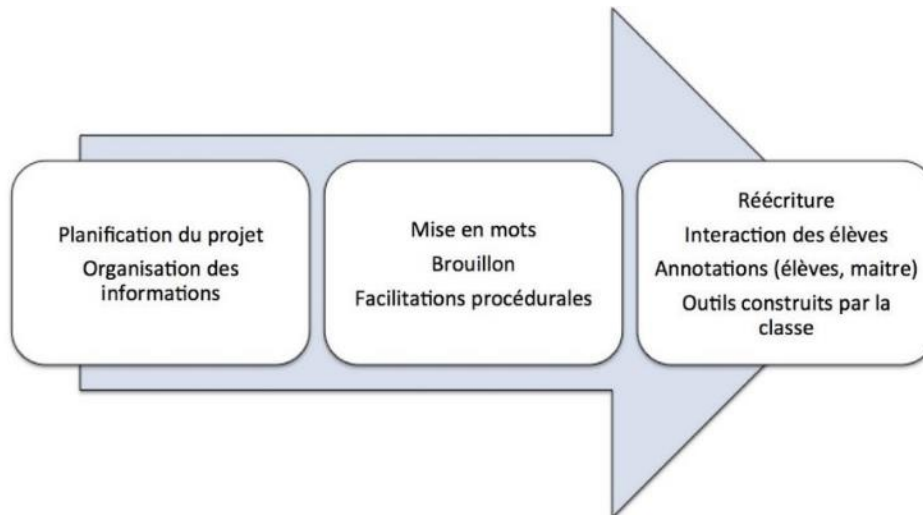 Planification du projet
Organisation des
informations
Mise en mots
Brouillon
Facilitations procédurales
Réécriture
Interaction des élèves
Annotations (élèves, maitre)
Outils construits par la
classe